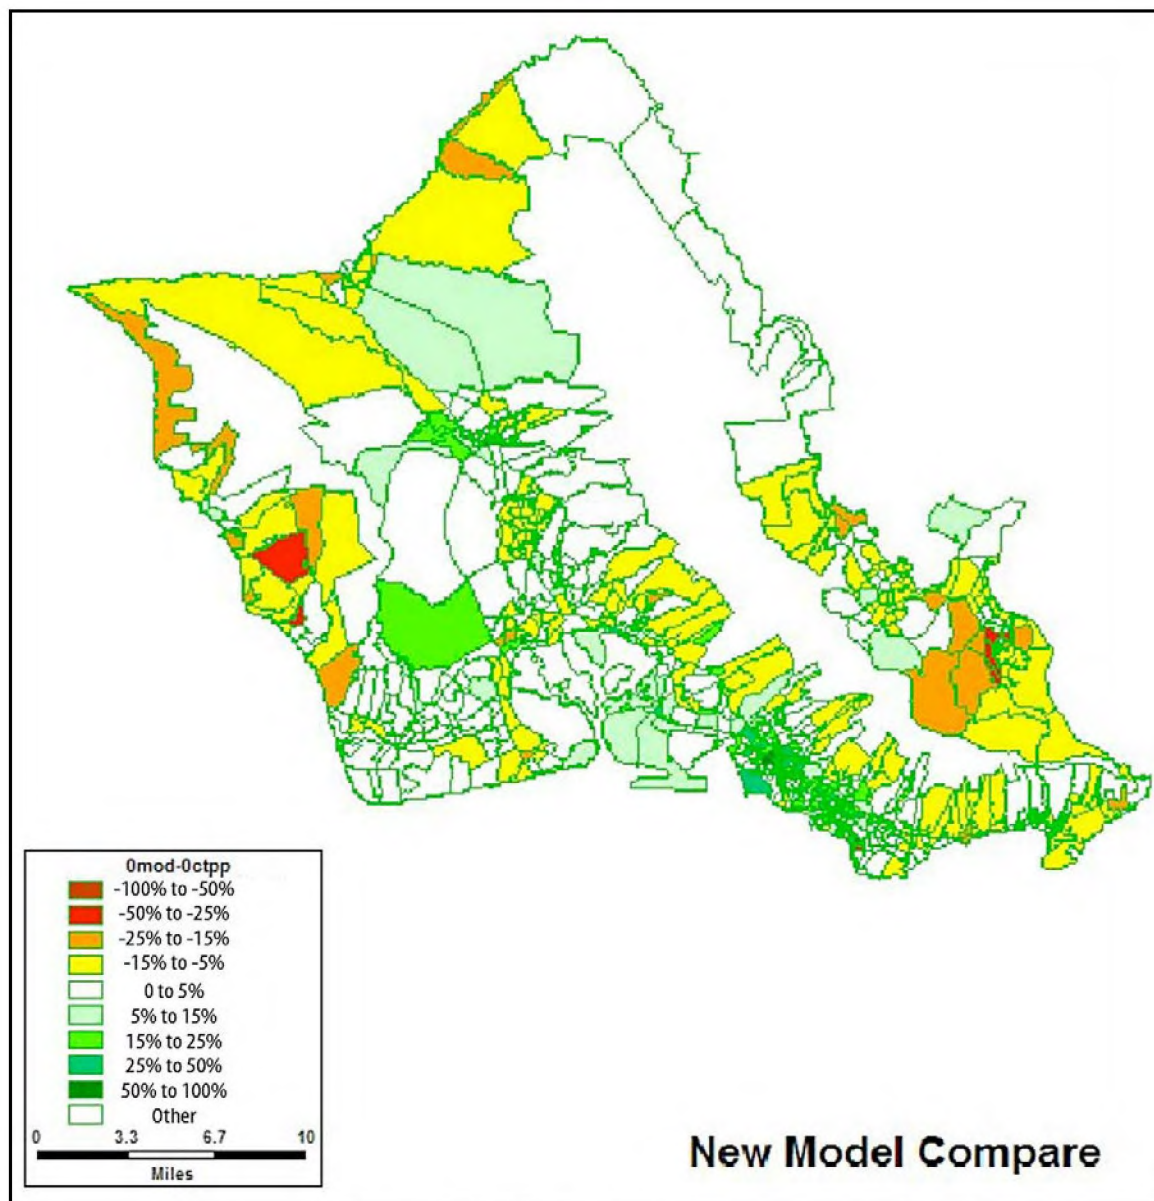 0mod-0ctpp
-100% to -50%
-50% to -25%
-25% to -15%
-15% to -5%
0 to 5%
5% to 15%
15% to 25%
25% to 50%
50% to 100%
Other
0 3.3 6.7 10
Miles
New Model Compare